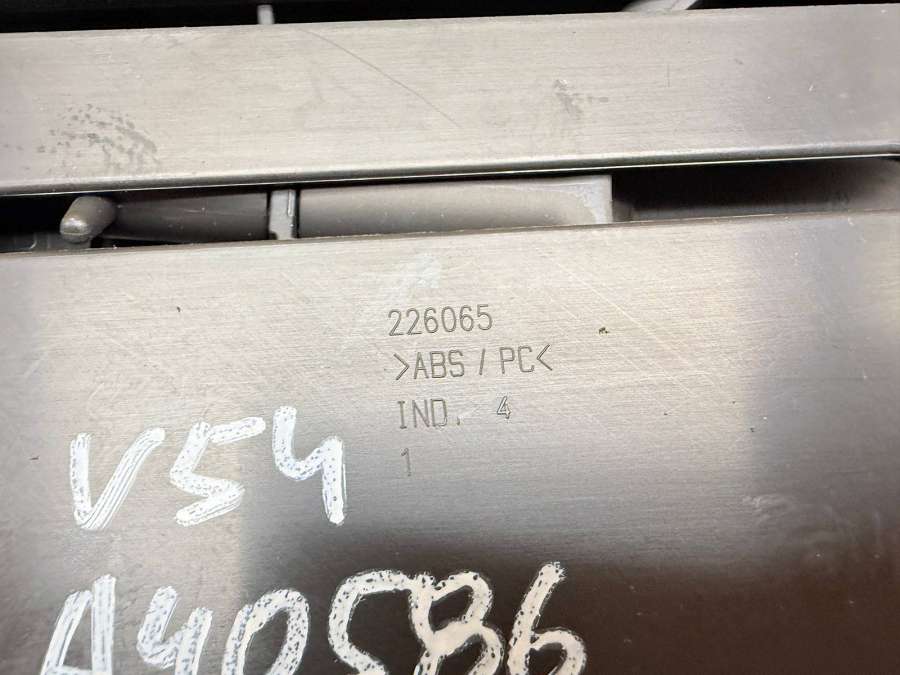 226065
>ABS / PC<
IND. 4
1
V54
A40586